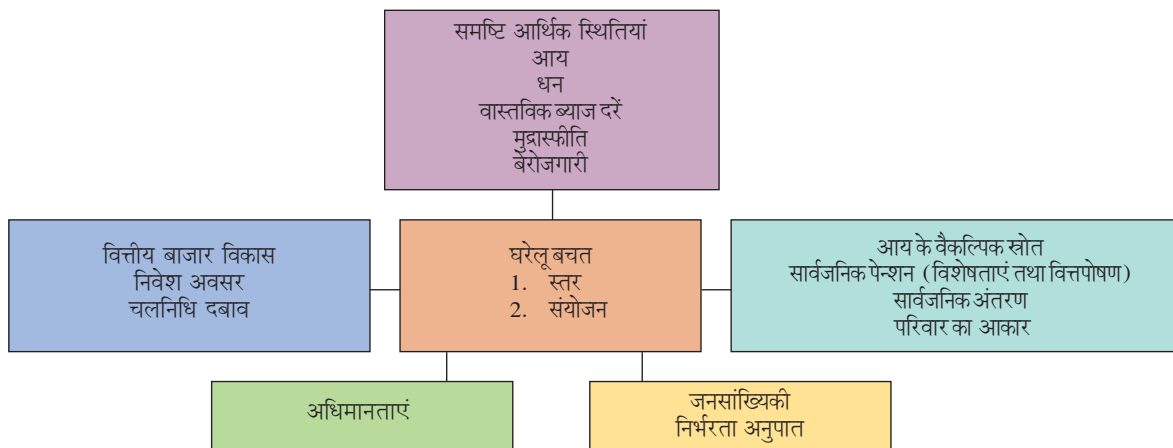 समष्टि आर्थिक स्थितियां
आय
धन
वास्तविक ब्याज दरें
मुद्रास्फीति
बेरोजगारी
वित्तीय बाजार विकास
निवेश अवसर
चलनिधि दबाव
घरेलू बचत
1. स्तर
2. संयोजन
आय के वैकल्पिक स्रोत
सार्वजनिक पेन्शन (विशेषताएं तथा वित्तपोषण)
सार्वजनिक अंतरण
परिवार का आकार
अधिमानताएं
जनसांख्यिकी
निर्भरता अनुपात